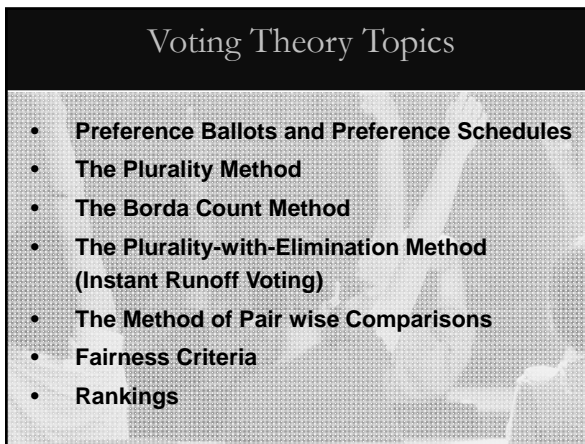 Voting Theory Topics
• Preference Ballots and Preference Schedules
• The Plurality Method
• The Borda Count Method
• The Plurality-with-Elimination Method
(Instant Runoff Voting)
• The Method of Pair wise Comparisons
• Fairness Criteria
• Rankings